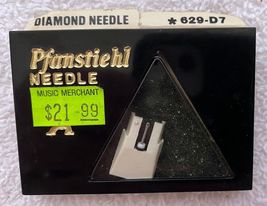 DIAMOND NEEDLE * 629-D7
Pfanstiehl
NEEDLE
MUSIC MERCHANT
$21.99
A